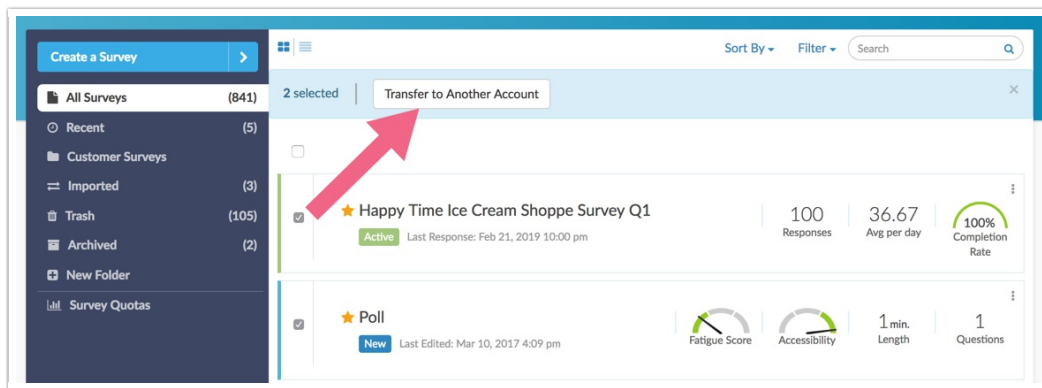 Create a Survey
All Surveys (841)
Recent (5)
Customer Surveys
Imported (3)
Trash (105)
Archived (2)
New Folder
Survey Quotas
Sort By Filter Search
2 selected Transfer to Another Account ×
Happy Time Ice Cream Shoppe Survey Q1
Active Last Response: Feb 21, 2019 10:00 pm
100 36.67 100%
Responses Avg per day Completion
Rate
Poll
New Last Edited: Mar 10, 2017 4:09 pm
1 min. 1
Fatigue Score Accessibility Length Questions